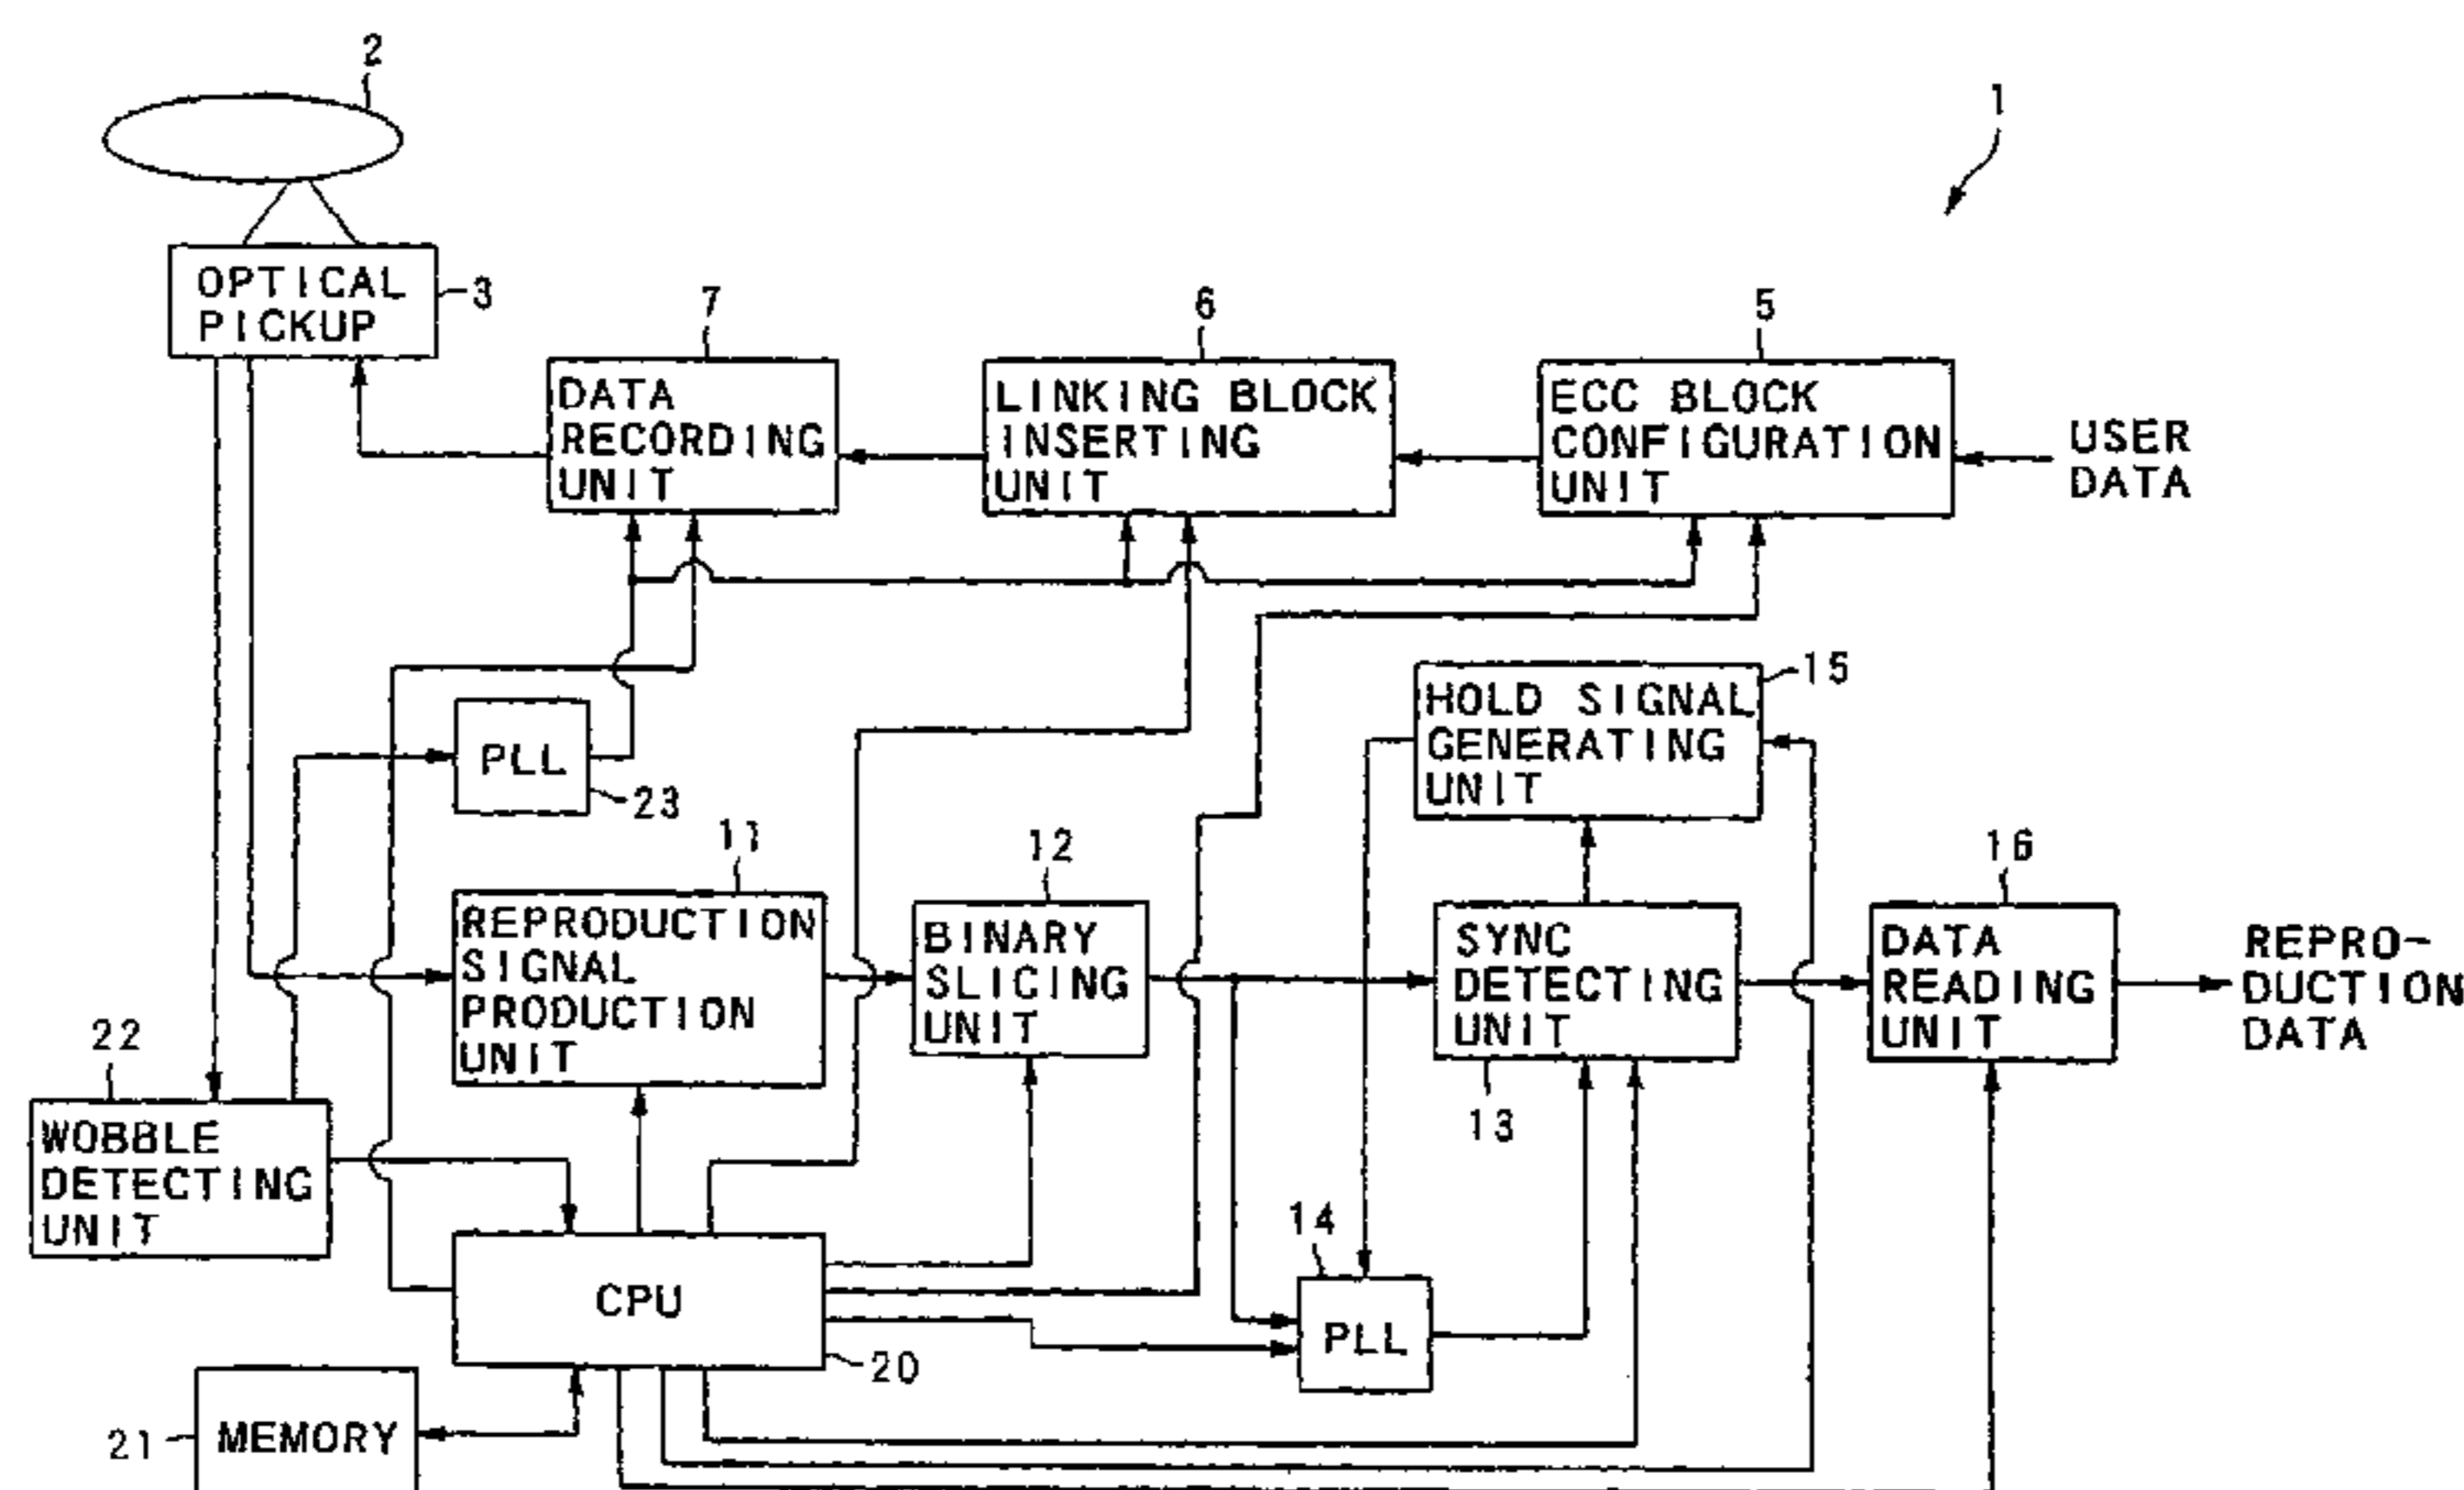 2
1
OPTICAL
PICKUP
3
7
DATA
RECORDING
UNIT
6
LINKING BLOCK
INSERTING
UNIT
5
ECC BLOCK
CONFIGURATION
UNIT
USER
DATA
PLL
23
15
HOLD SIGNAL
GENERATING
UNIT
11
REPRODUCTION
SIGNAL
PRODUCTION
UNIT
12
BINARY
SLICING
UNIT
SYNC
DETECTING
UNIT
13
16
DATA
READING
UNIT
REPRO-
DUCTION
DATA
22
WOBBLE
DETECTING
UNIT
CPU
20
14
PLL
21
MEMORY